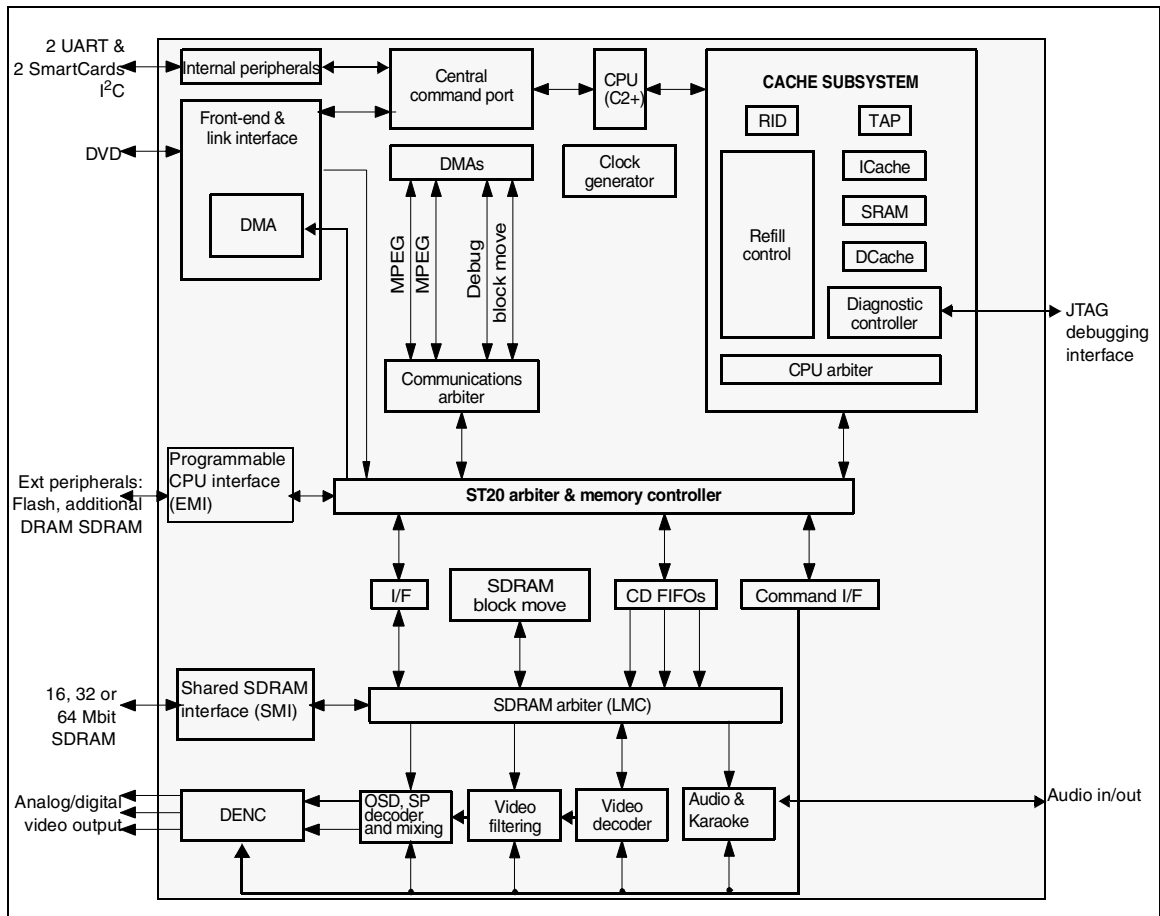 2 UART &
2 SmartCards
I2C
Internal peripherals
Central
command port
CPU
(C2+)
CACHE SUBSYSTEM
RID
TAP
Front-end &
link interface
DVD
DMA
DMAs
Clock
generator
ICache
SRAM
DCache
Refill
control
Diagnostic
controller
JTAG
debugging
interface
CPU arbiter
MPEG
MPEG
Debug
block move
Communications
arbiter
Programmable
CPU interface
(EMI)
Ext peripherals:
Flash, additional
DRAM SDRAM
ST20 arbiter & memory controller
I/F
SDRAM
block move
CD FIFOs
Command I/F
Shared SDRAM
interface (SMI)
16, 32 or
64 Mbit
SDRAM
SDRAM arbiter (LMC)
Analog/digital
video output
DENC
OSD, SP
decoder
and mixing
Video
filtering
Video
decoder
Audio &
Karaoke
Audio in/out